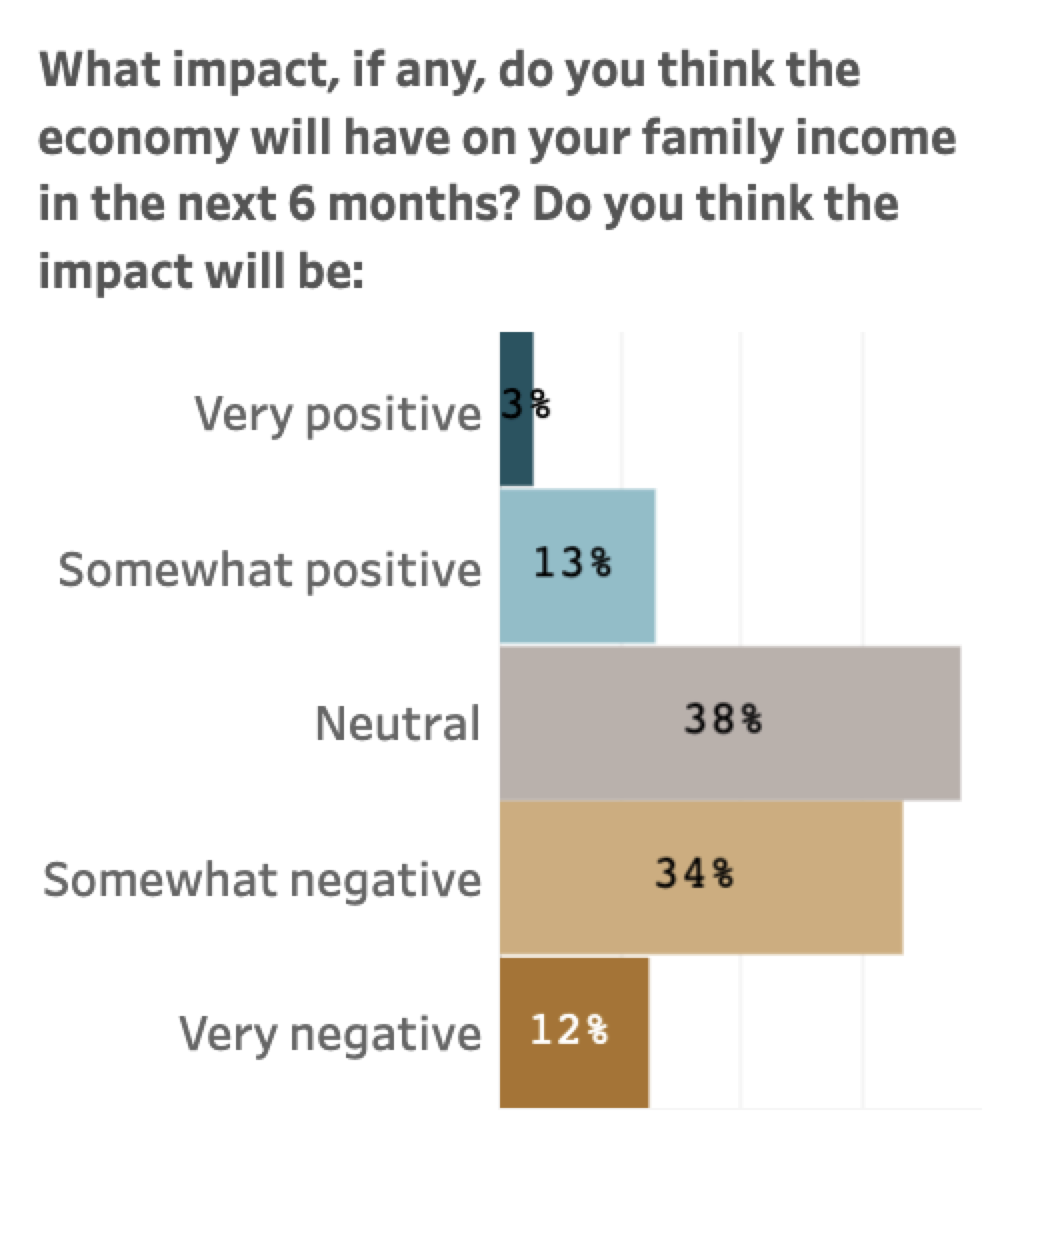 What impact, if any, do you think the
economy will have on your family income
in the next 6 months? Do you think the
impact will be:
Very positive 3%
Somewhat positive 13%
Neutral 38%
Somewhat negative 34%
Very negative 12%